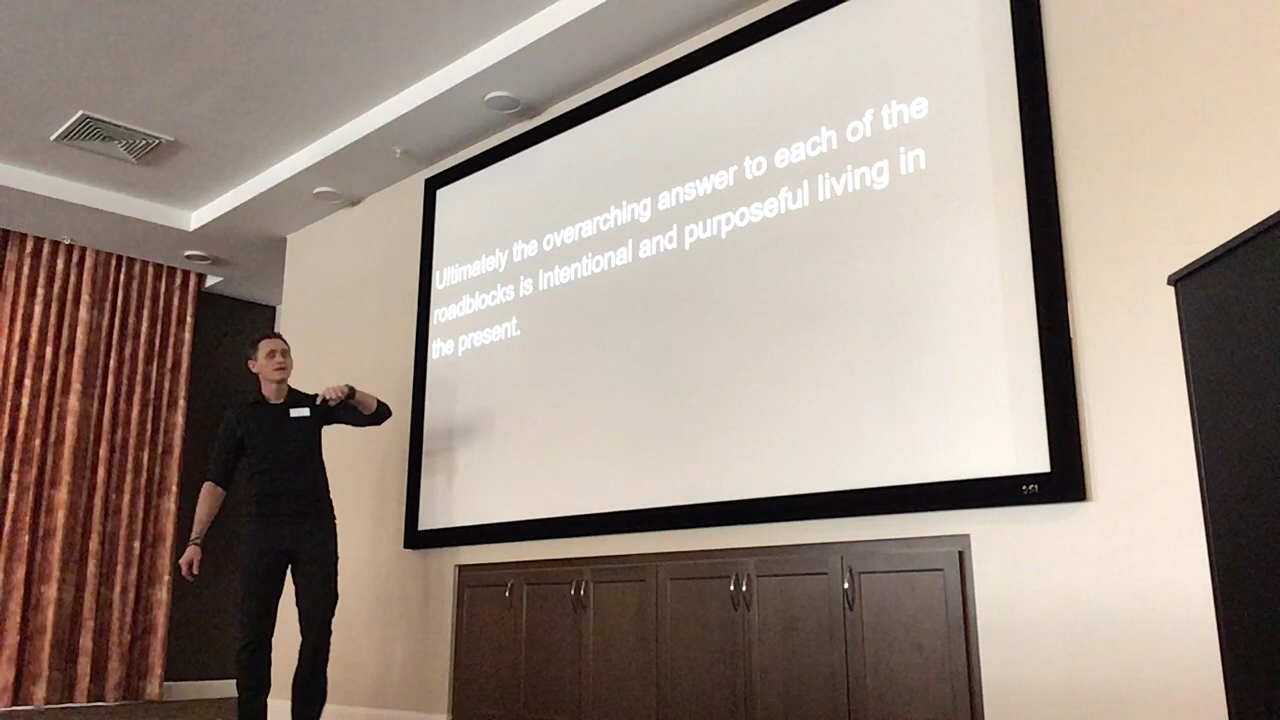 Ultimately the overarching answer to each of the
roadblocks is Intentional and purposeful living in
the present.